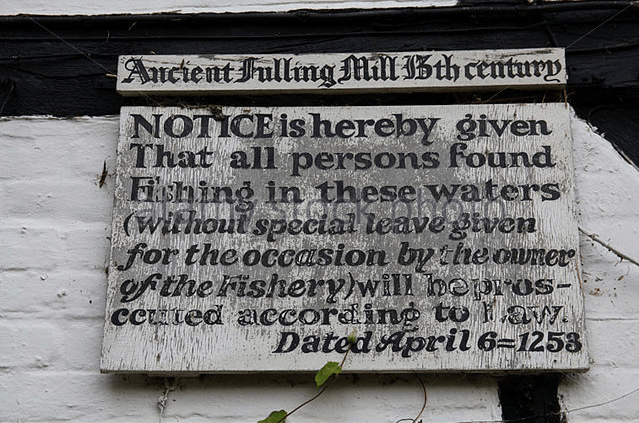 Ancient Fulling Mill 13th century
NOTICE is hereby given
That all persons found
Fishing in these waters
(without special leave given
for the occasion by the owner
of the Fishery) will be pros-
ecuted according to Law.
Dated April 6=1253